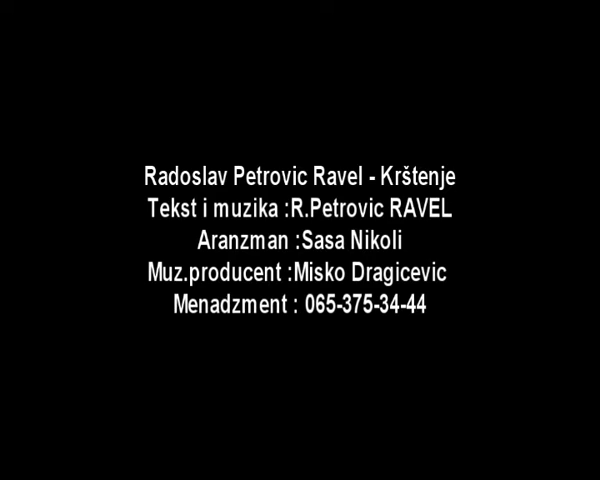 Radoslav Petrovic Ravel - Krštenje
Tekst i muzika :R.Petrovic RAVEL
Aranzman :Sasa Nikoli
Muz.producent :Misko Dragicevic
Menadzment : 065-375-34-44